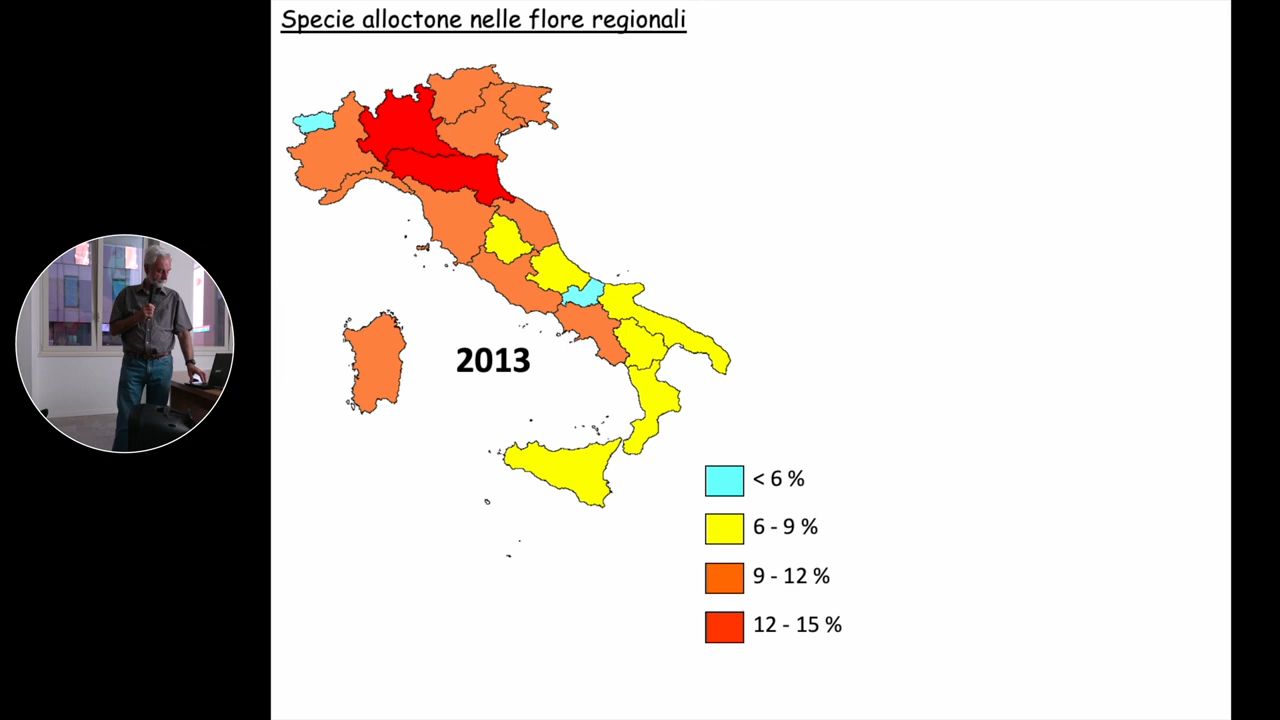 Specie alloctone nelle flore regionali
2013
< 6 %
6 - 9 %
9 - 12 %
12 - 15 %